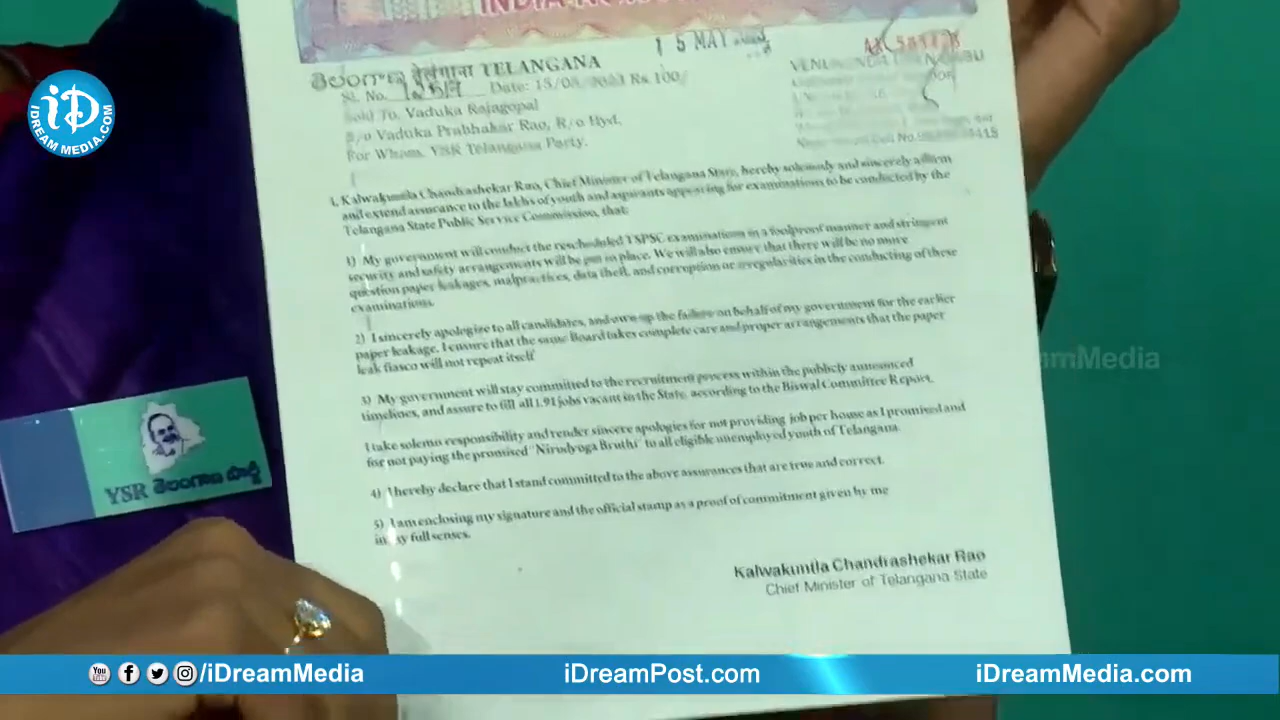 INDIA
15 MAY
తెలంగాణ तेलंगाना TELANGANA
Sl. No. Date: 15/05/2023 Rs 100/
Sold To. Vaduka Rajagopal
S/o Vaduka Prabhakar Rao, R/o Hyd,
For Whom. YSR Telangana Party.
I, Kalwakuntla Chandrashekar Rao, Chief Minister of Telangana State, hereby solemnly and sincerely affirm
and extend assurance to the lakhs of youth and aspirants appearing for examinations to be conducted by the
Telangana State Public Service Commission, that:
1) My government will conduct the rescheduled TSPSC examinations in a foolproof manner and stringent
security and safety arrangements will be put in place. We will also ensure that there will be no more
question paper leakages, malpractices, data theft, and corruption or irregularities in the conducting of these
examinations.
2) I sincerely apologize to all candidates, and own up the failure on behalf of my government for the earlier
paper leakage. I ensure that the same Board takes complete care and proper arrangements that the paper
leak fiasco will not repeat itself
3) My government will stay committed to the recruitment process within the publicly announced
timelines, and assure to fill all 1.91 jobs vacant in the State, according to the Biswal Committee Report.
I take solemn responsibility and render sincere apologies for not providing job per house as I promised and
for not paying the promised "Nirudyoga Bruthi" to all eligible unemployed youth of Telangana.
4) I hereby declare that I stand committed to the above assurances that are true and correct.
5) I am enclosing my signature and the official stamp as a proof of commitment given by me
in my full senses.
Kalwakuntla Chandrashekar Rao
Chief Minister of Telangana State
YSR తెలంగాణ పార్టీ
iD
IDREAM MEDIA.COM
amMedia
You Tube /iDreamMedia iDreamPost.com iDreamMedia.com